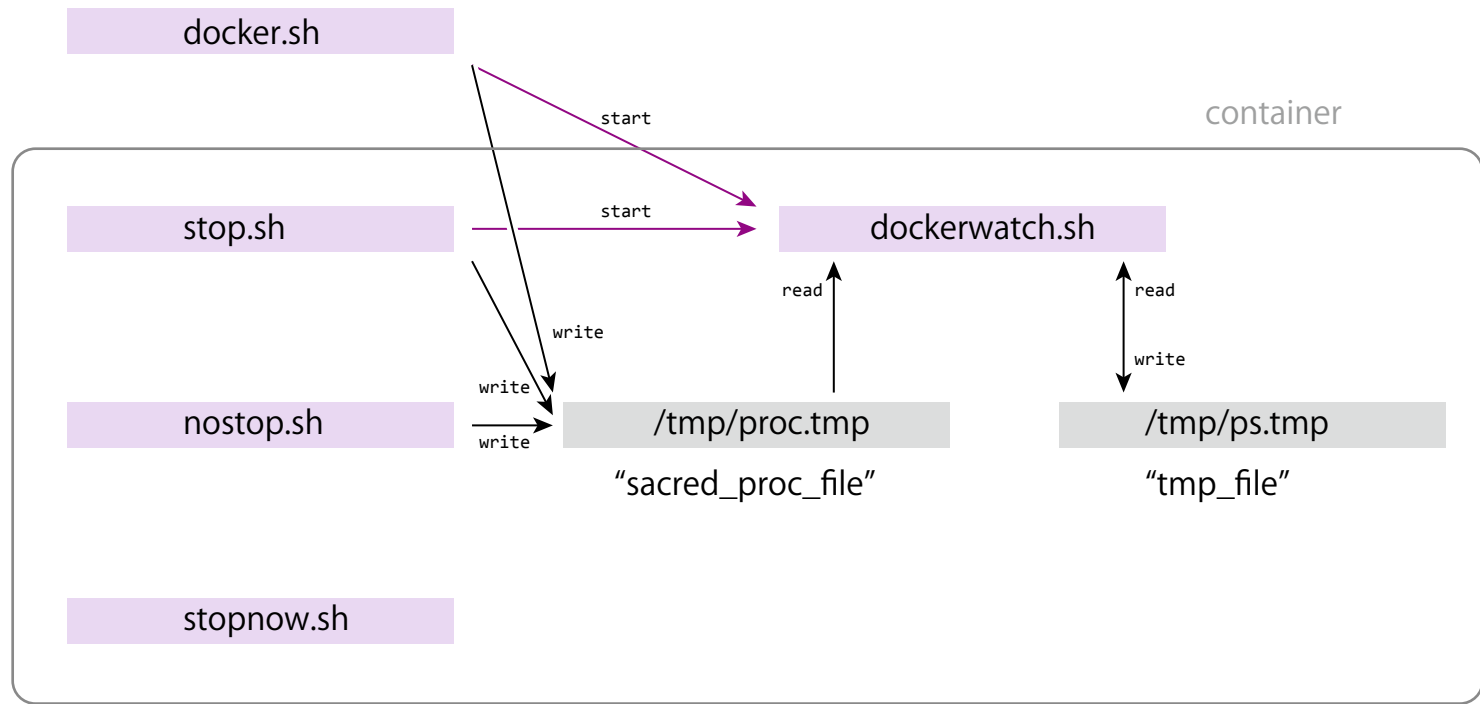 docker.sh
container
start
stop.sh
start
dockerwatch.sh
read
read
write
write
write
nostop.sh
write
/tmp/proc.tmp
/tmp/ps.tmp
“sacred_proc_file”
“tmp_file”
stopnow.sh